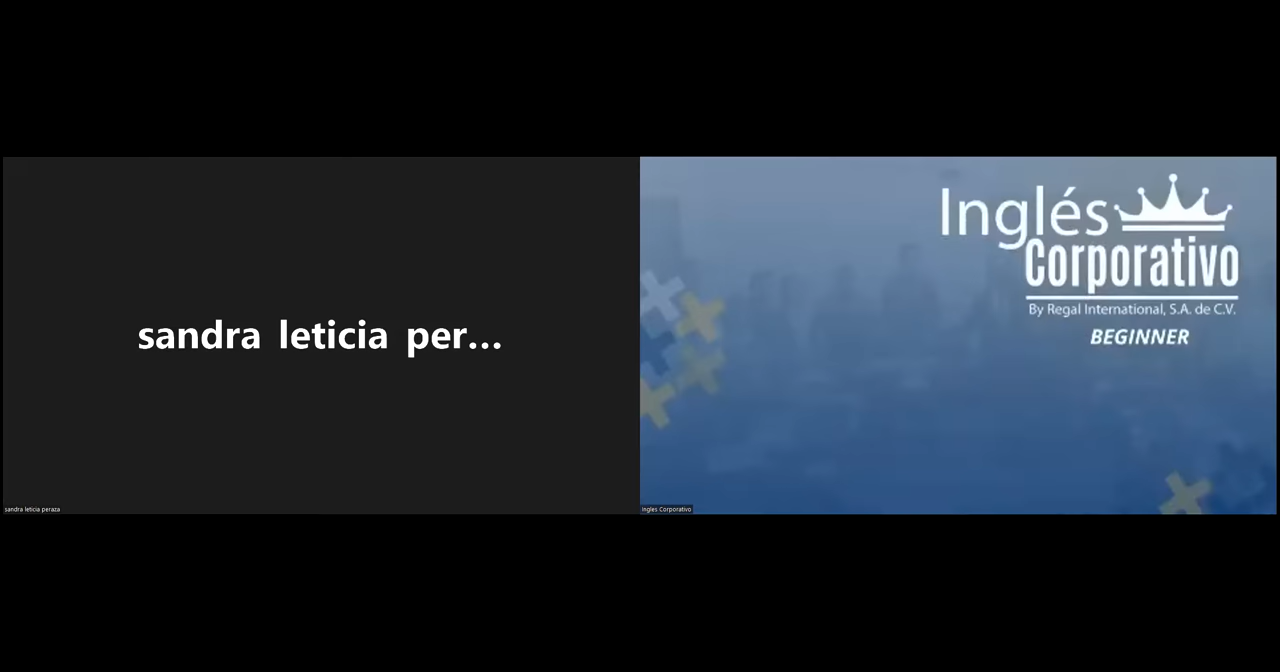 sandra leticia per...
sandra leticia peraza
Inglés
Corporativo
By Regal International, S.A. de C.V.
BEGINNER
Ingles Corporativo